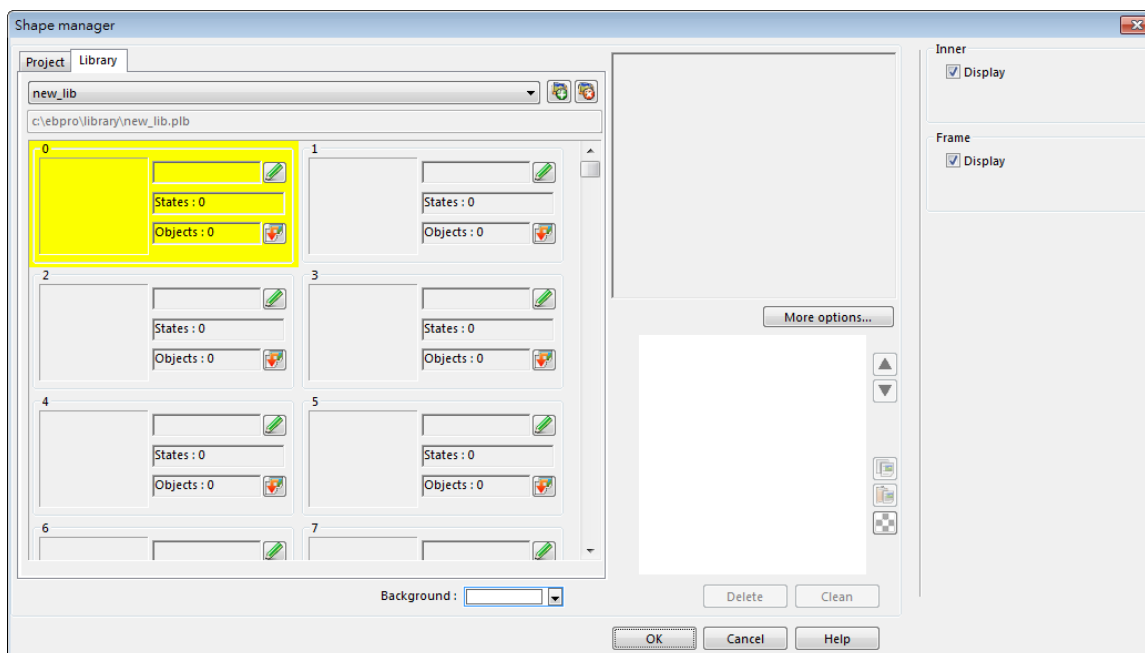 Shape manager
Project
Library
new_lib
c:\ebpro\library\new_lib.plb
0
States : 0
Objects : 0
1
States : 0
Objects : 0
2
States : 0
Objects : 0
3
States : 0
Objects : 0
4
States : 0
Objects : 0
5
States : 0
Objects : 0
6
7
Background :
More options...
Delete
Clean
OK
Cancel
Help
Inner
Display
Frame
Display